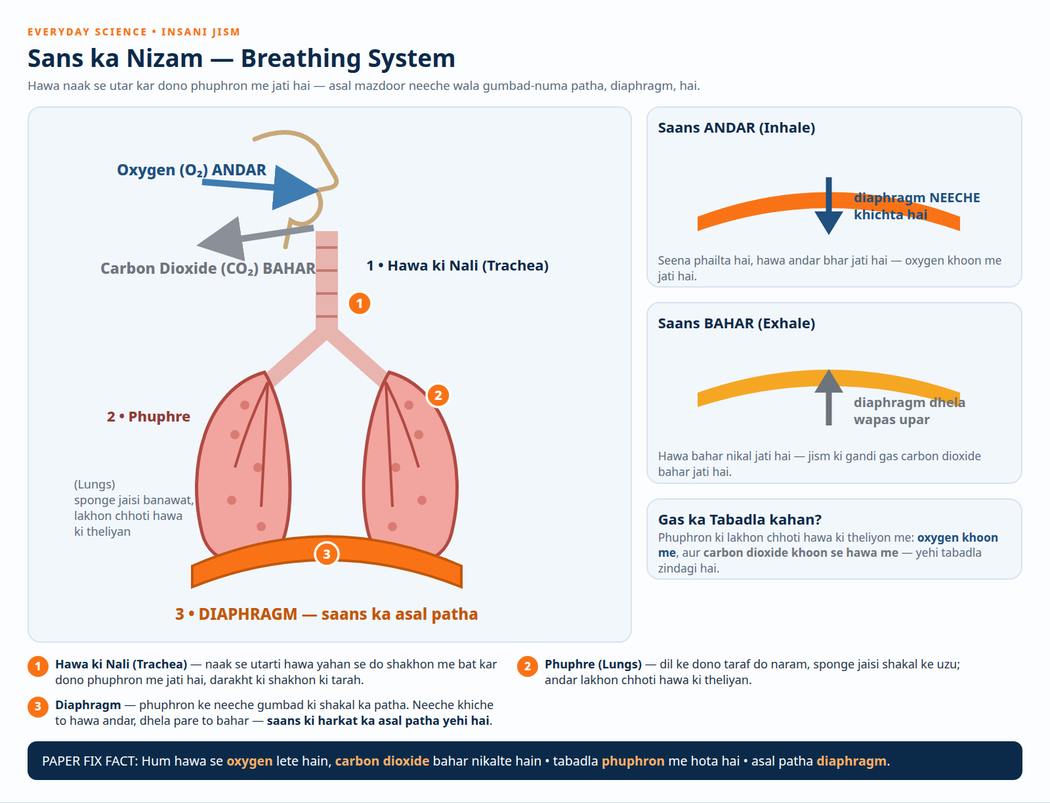 EVERYDAY SCIENCE • INSANI JISM
Sans ka Nizam — Breathing System
Hawa naak se utar kar dono phuphron me jati hai — asal mazdoor neeche wala gumbad-numa patha, diaphragm, hai.
Oxygen (O₂) ANDAR
Carbon Dioxide (CO₂) BAHAR
1 • Hawa ki Nali (Trachea)
1
2
2 • Phuphre
(Lungs)
sponge jaisi banawat,
lakhon chhoti hawa
ki theliyan
3
3 • DIAPHRAGM — saans ka asal patha
Saans ANDAR (Inhale)
diaphragm NEECHE
khichta hai
Seena phailta hai, hawa andar bhar jati hai — oxygen khoon me
jati hai.
Saans BAHAR (Exhale)
diaphragm dhela
wapas upar
Hawa bahar nikal jati hai — jism ki gandi gas carbon dioxide
bahar jati hai.
Gas ka Tabadla kahan?
Phuphron ki lakhon chhoti hawa ki theliyon me: oxygen khoon
me, aur carbon dioxide khoon se hawa me — yehi tabadla
zindagi hai.
1 Hawa ki Nali (Trachea) — naak se utarti hawa yahan se do shakhon me bat kar
dono phuphron me jati hai, darakht ki shakhon ki tarah.
2 Phuphre (Lungs) — dil ke dono taraf do naram, sponge jaisi shakal ke uzu;
andar lakhon chhoti hawa ki theliyan.
3 Diaphragm — phuphron ke neeche gumbad ki shakal ka patha. Neeche khiche
to hawa andar, dhela pare to bahar — saans ki harkat ka asal patha yehi hai.
PAPER FIX FACT: Hum hawa se oxygen lete hain, carbon dioxide bahar nikalte hain • tabadla phuphron me hota hai • asal patha diaphragm.